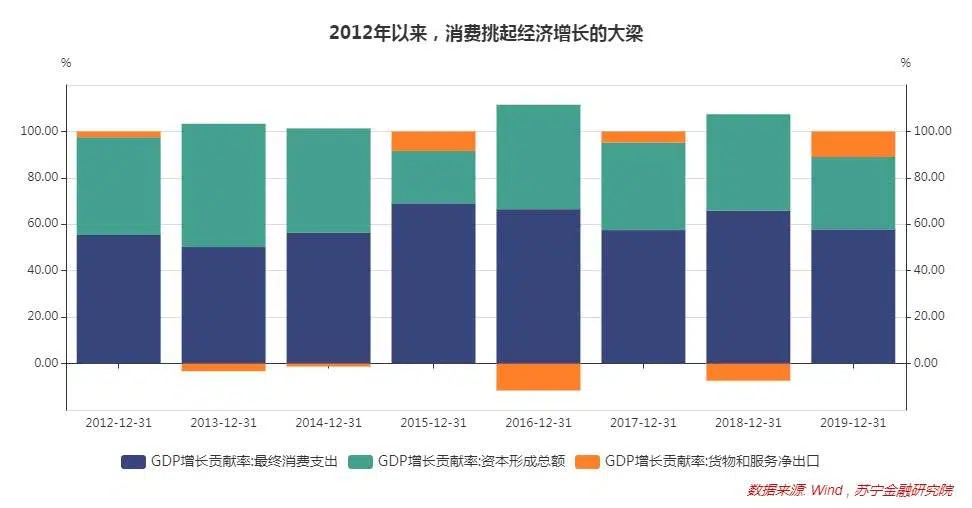 2012年以来，消费挑起经济增长的大梁
% %
100.00 100.00
80.00 80.00
60.00 60.00
40.00 40.00
20.00 20.00
0.00 0.00
2012-12-31 2013-12-31 2014-12-31 2015-12-31 2016-12-31 2017-12-31 2018-12-31 2019-12-31
GDP增长贡献率:最终消费支出 GDP增长贡献率:资本形成总额 GDP增长贡献率:货物和服务净出口
数据来源: Wind，苏宁金融研究院